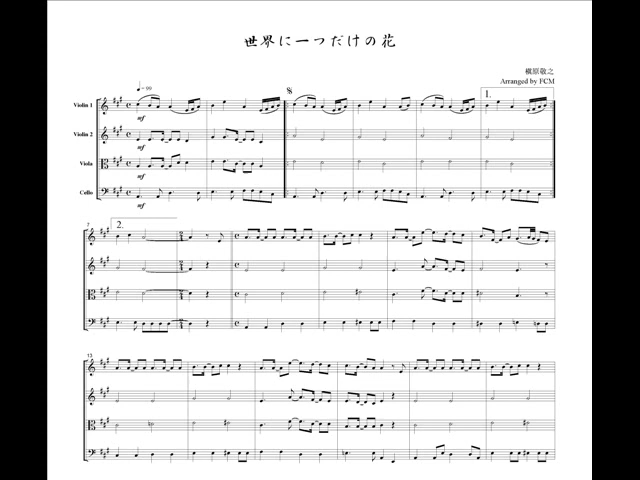 世界に一つだけの花
槇原敬之
Arranged by FCM
♩ = 99
1.
Violin 1
mf
Violin 2
mf
Viola
mf
Cello
mf
7
2.
13